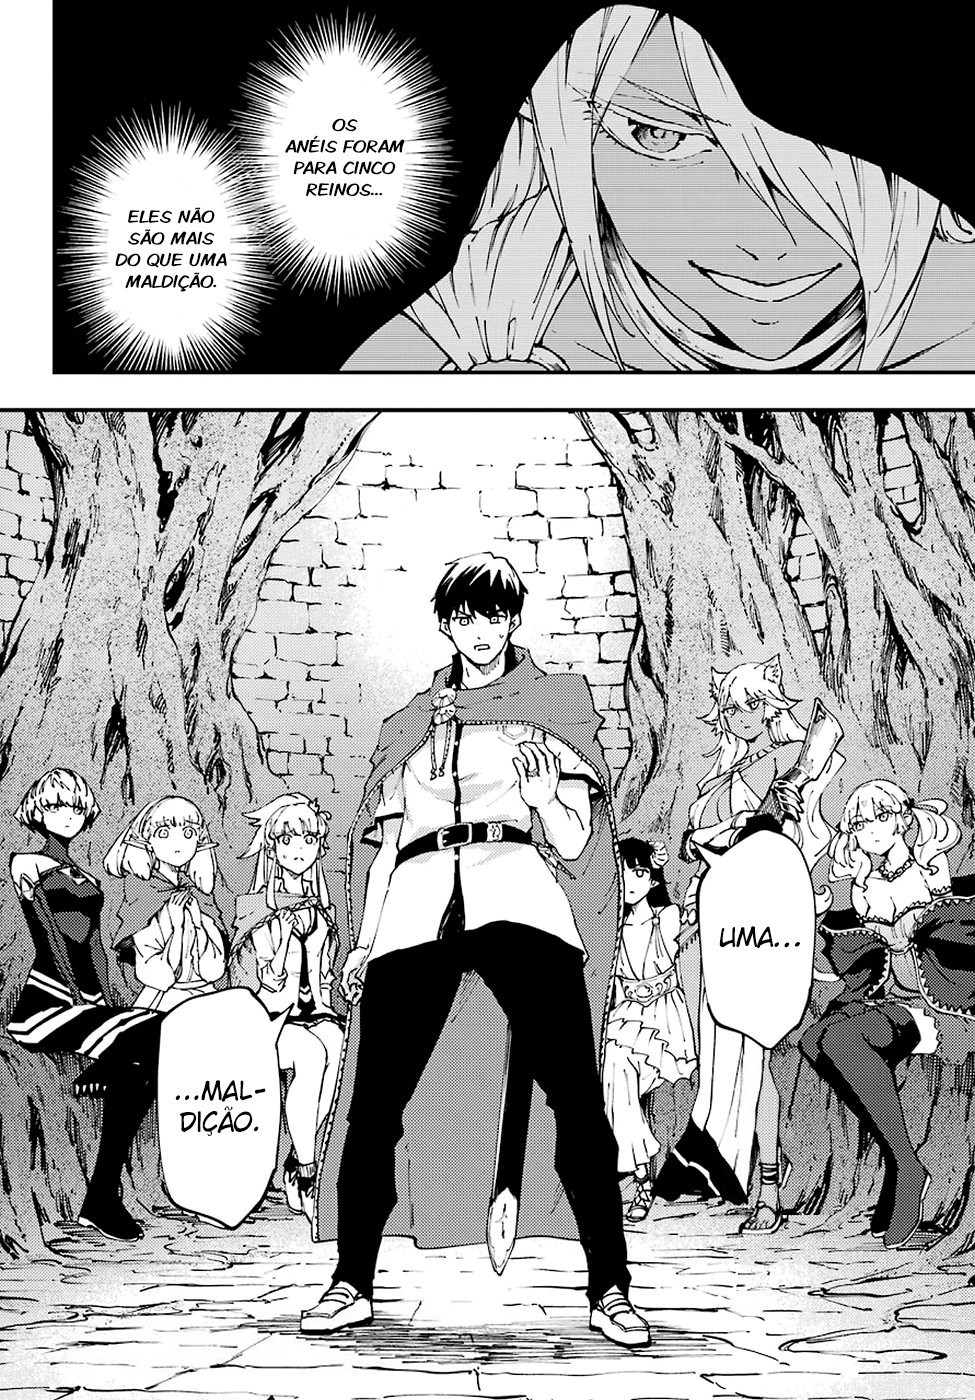 OS
ANÉIS FORAM
PARA CINCO
REINOS...
ELES NÃO
SÃO MAIS
DO QUE UMA
MALDIÇÃO.
UMA...
...MAL-
DIÇÃO.